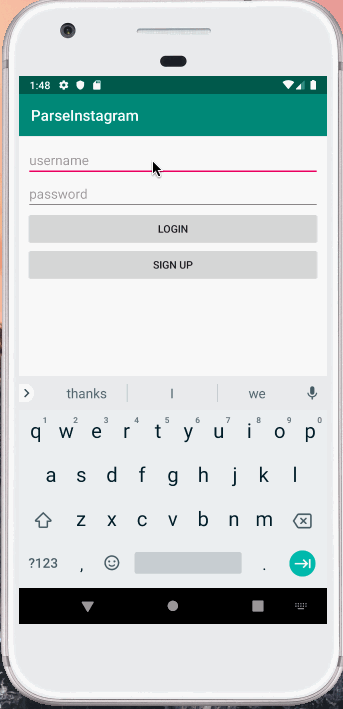 1:48
ParseInstagram
username
password
LOGIN
SIGN UP
thanks I we
q1 w2 e3 r4 t5 y6 u7 i8 o9 p0
a s d f g h j k l
z x c v b n m
?123 , .